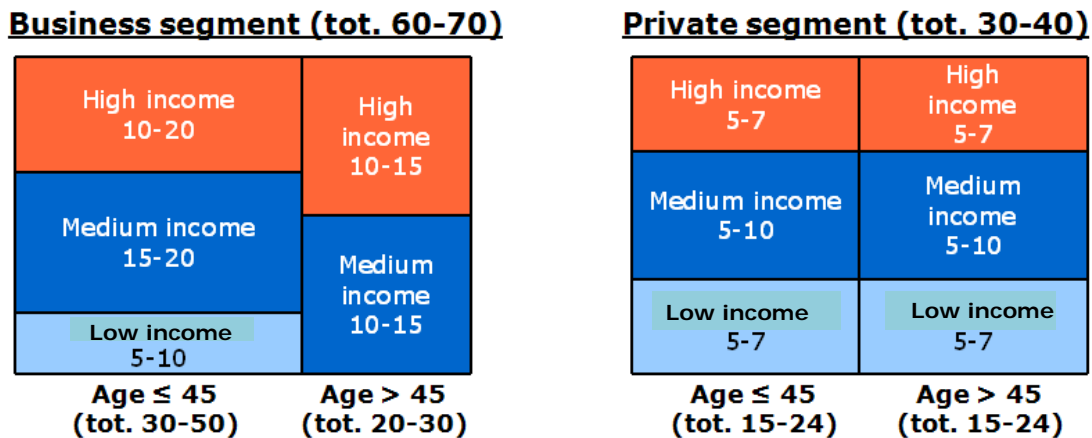 Business segment (tot. 60-70)
High income
10-20
Medium income
15-20
Low income
5-10
High
income
10-15
Medium
income
10-15
Age ≤ 45
(tot. 30-50)
Age > 45
(tot. 20-30)
Private segment (tot. 30-40)
High income
5-7
Medium income
5-10
Low income
5-7
High
income
5-7
Medium
income
5-10
Low income
5-7
Age ≤ 45
(tot. 15-24)
Age > 45
(tot. 15-24)